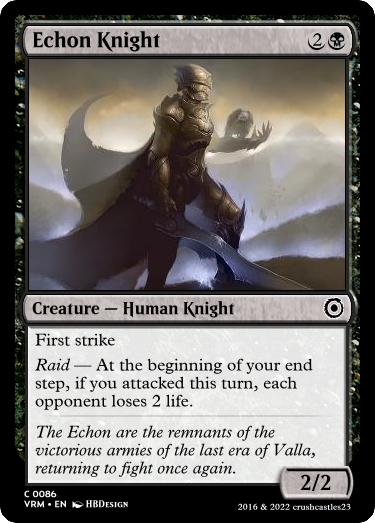 Echon Knight 2
Creature — Human Knight
First strike
Raid — At the beginning of your end
step, if you attacked this turn, each
opponent loses 2 life.
The Echon are the remnants of the
victorious armies of the last era of Valla,
returning to fight once again.
2/2
C 0086
VRM • EN HBDesign
2016 & 2022 crushcastles23